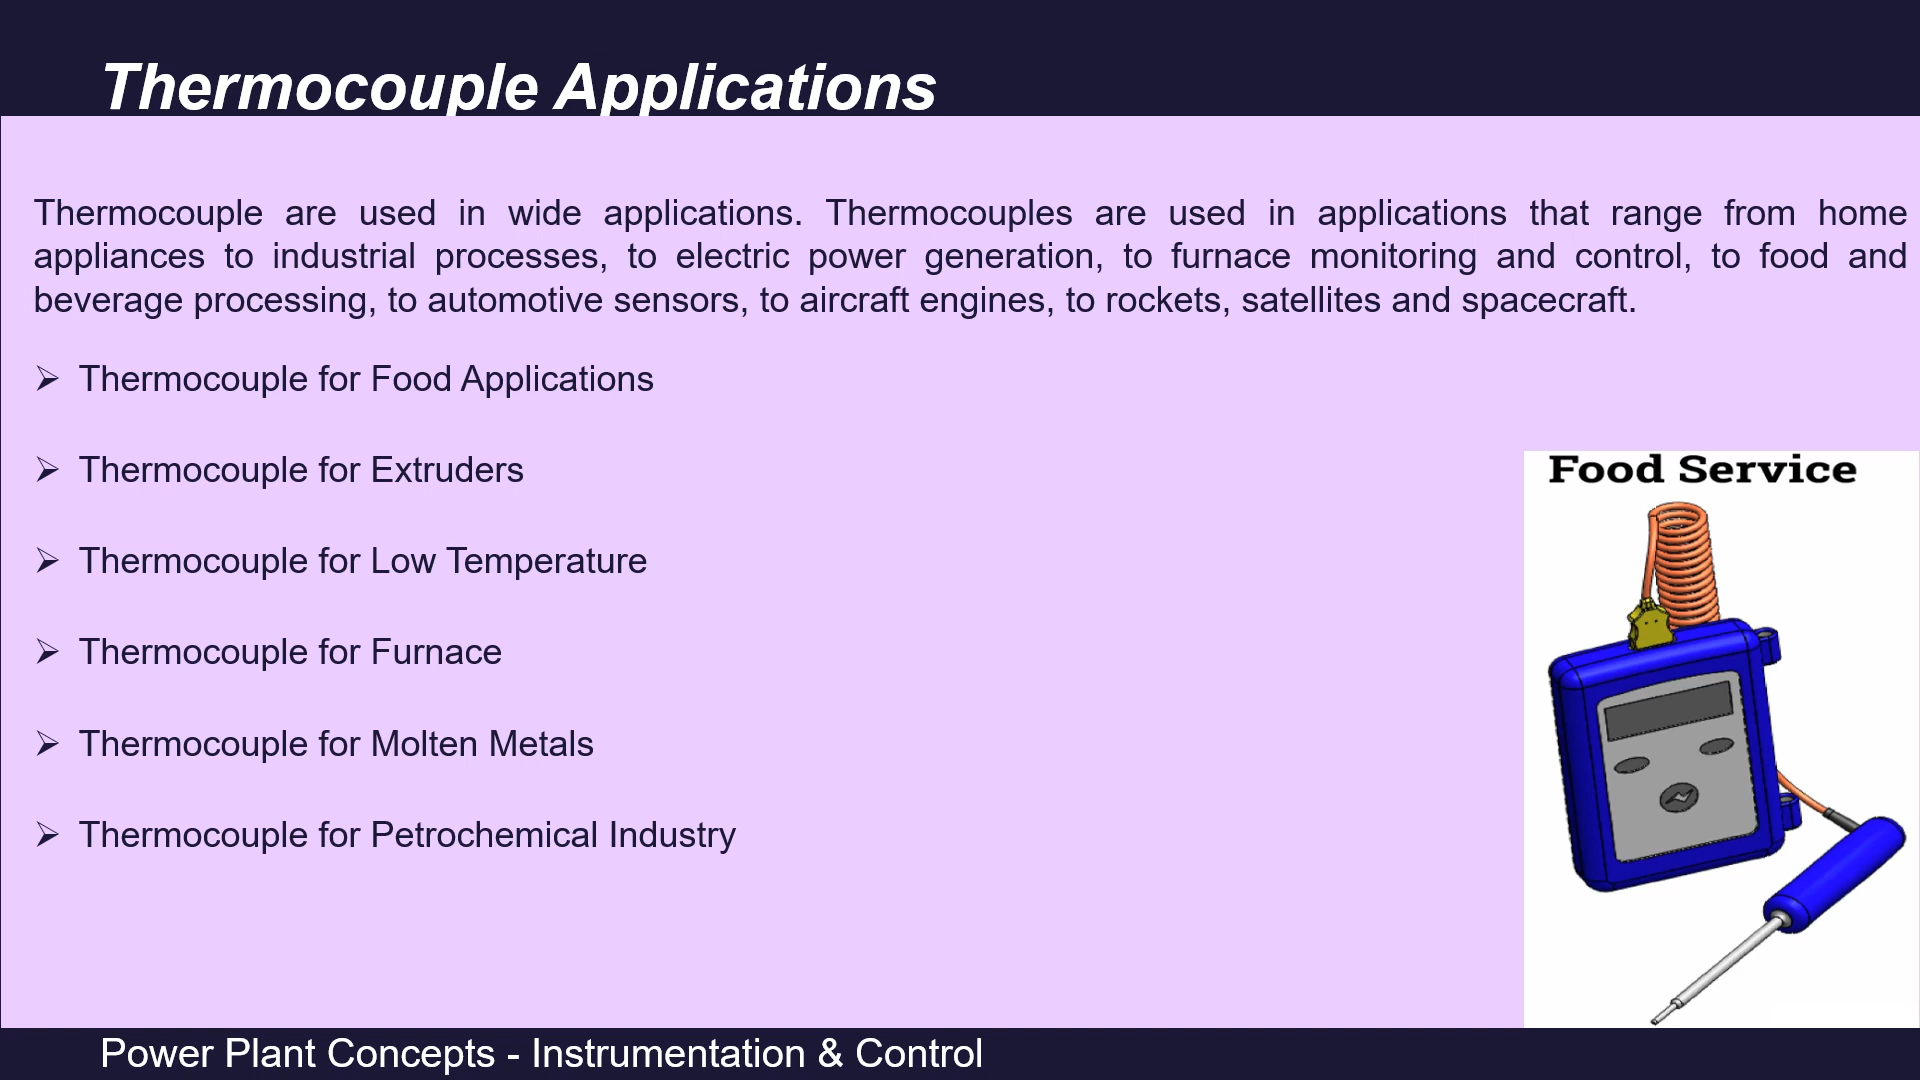 Thermocouple Applications
Thermocouple are used in wide applications. Thermocouples are used in applications that range from home
appliances to industrial processes, to electric power generation, to furnace monitoring and control, to food and
beverage processing, to automotive sensors, to aircraft engines, to rockets, satellites and spacecraft.
➢ Thermocouple for Food Applications
➢ Thermocouple for Extruders
➢ Thermocouple for Low Temperature
➢ Thermocouple for Furnace
➢ Thermocouple for Molten Metals
➢ Thermocouple for Petrochemical Industry
Food Service
Power Plant Concepts - Instrumentation & Control